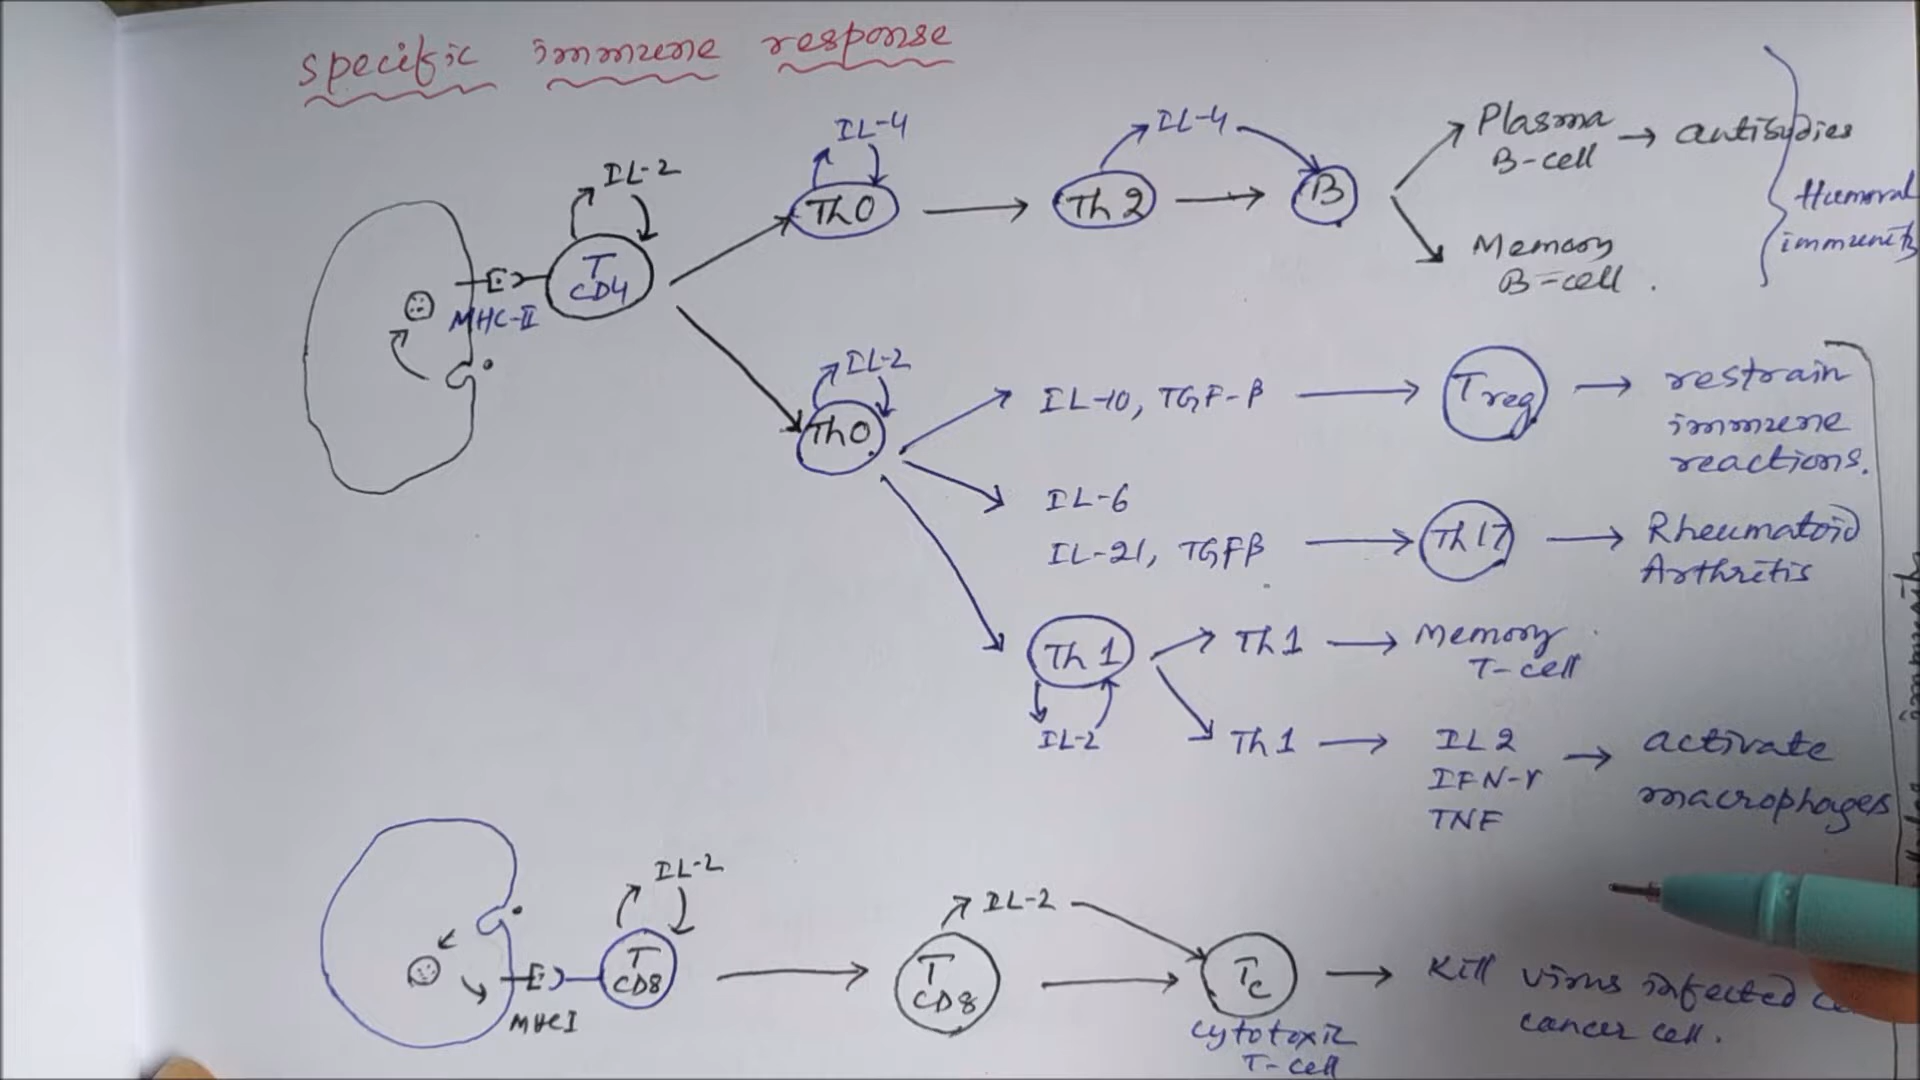 specific immune response
IL-2
T
CD4
MHC-II
IL-4
Th0
Th2
IL-4
B
Plasma
B-cell
antibodies
Memory
B-cell.
Humoral
immunity
IL-2
Th0
IL-10, TGF-β
Treg
restrain
immune
reactions.
IL-6
IL-21, TGFβ
Th17
Rheumatoid
Arthritis
Th1
IL-2
Th1
Memory
T-cell
Th1
IL2
IFN-γ
TNF
activate
macrophages
immunity
IL-2
T
CD8
MHC I
T
CD8
IL-2
Tc
cytotoxic
T-cell
Kill virus infected
cancer cell.